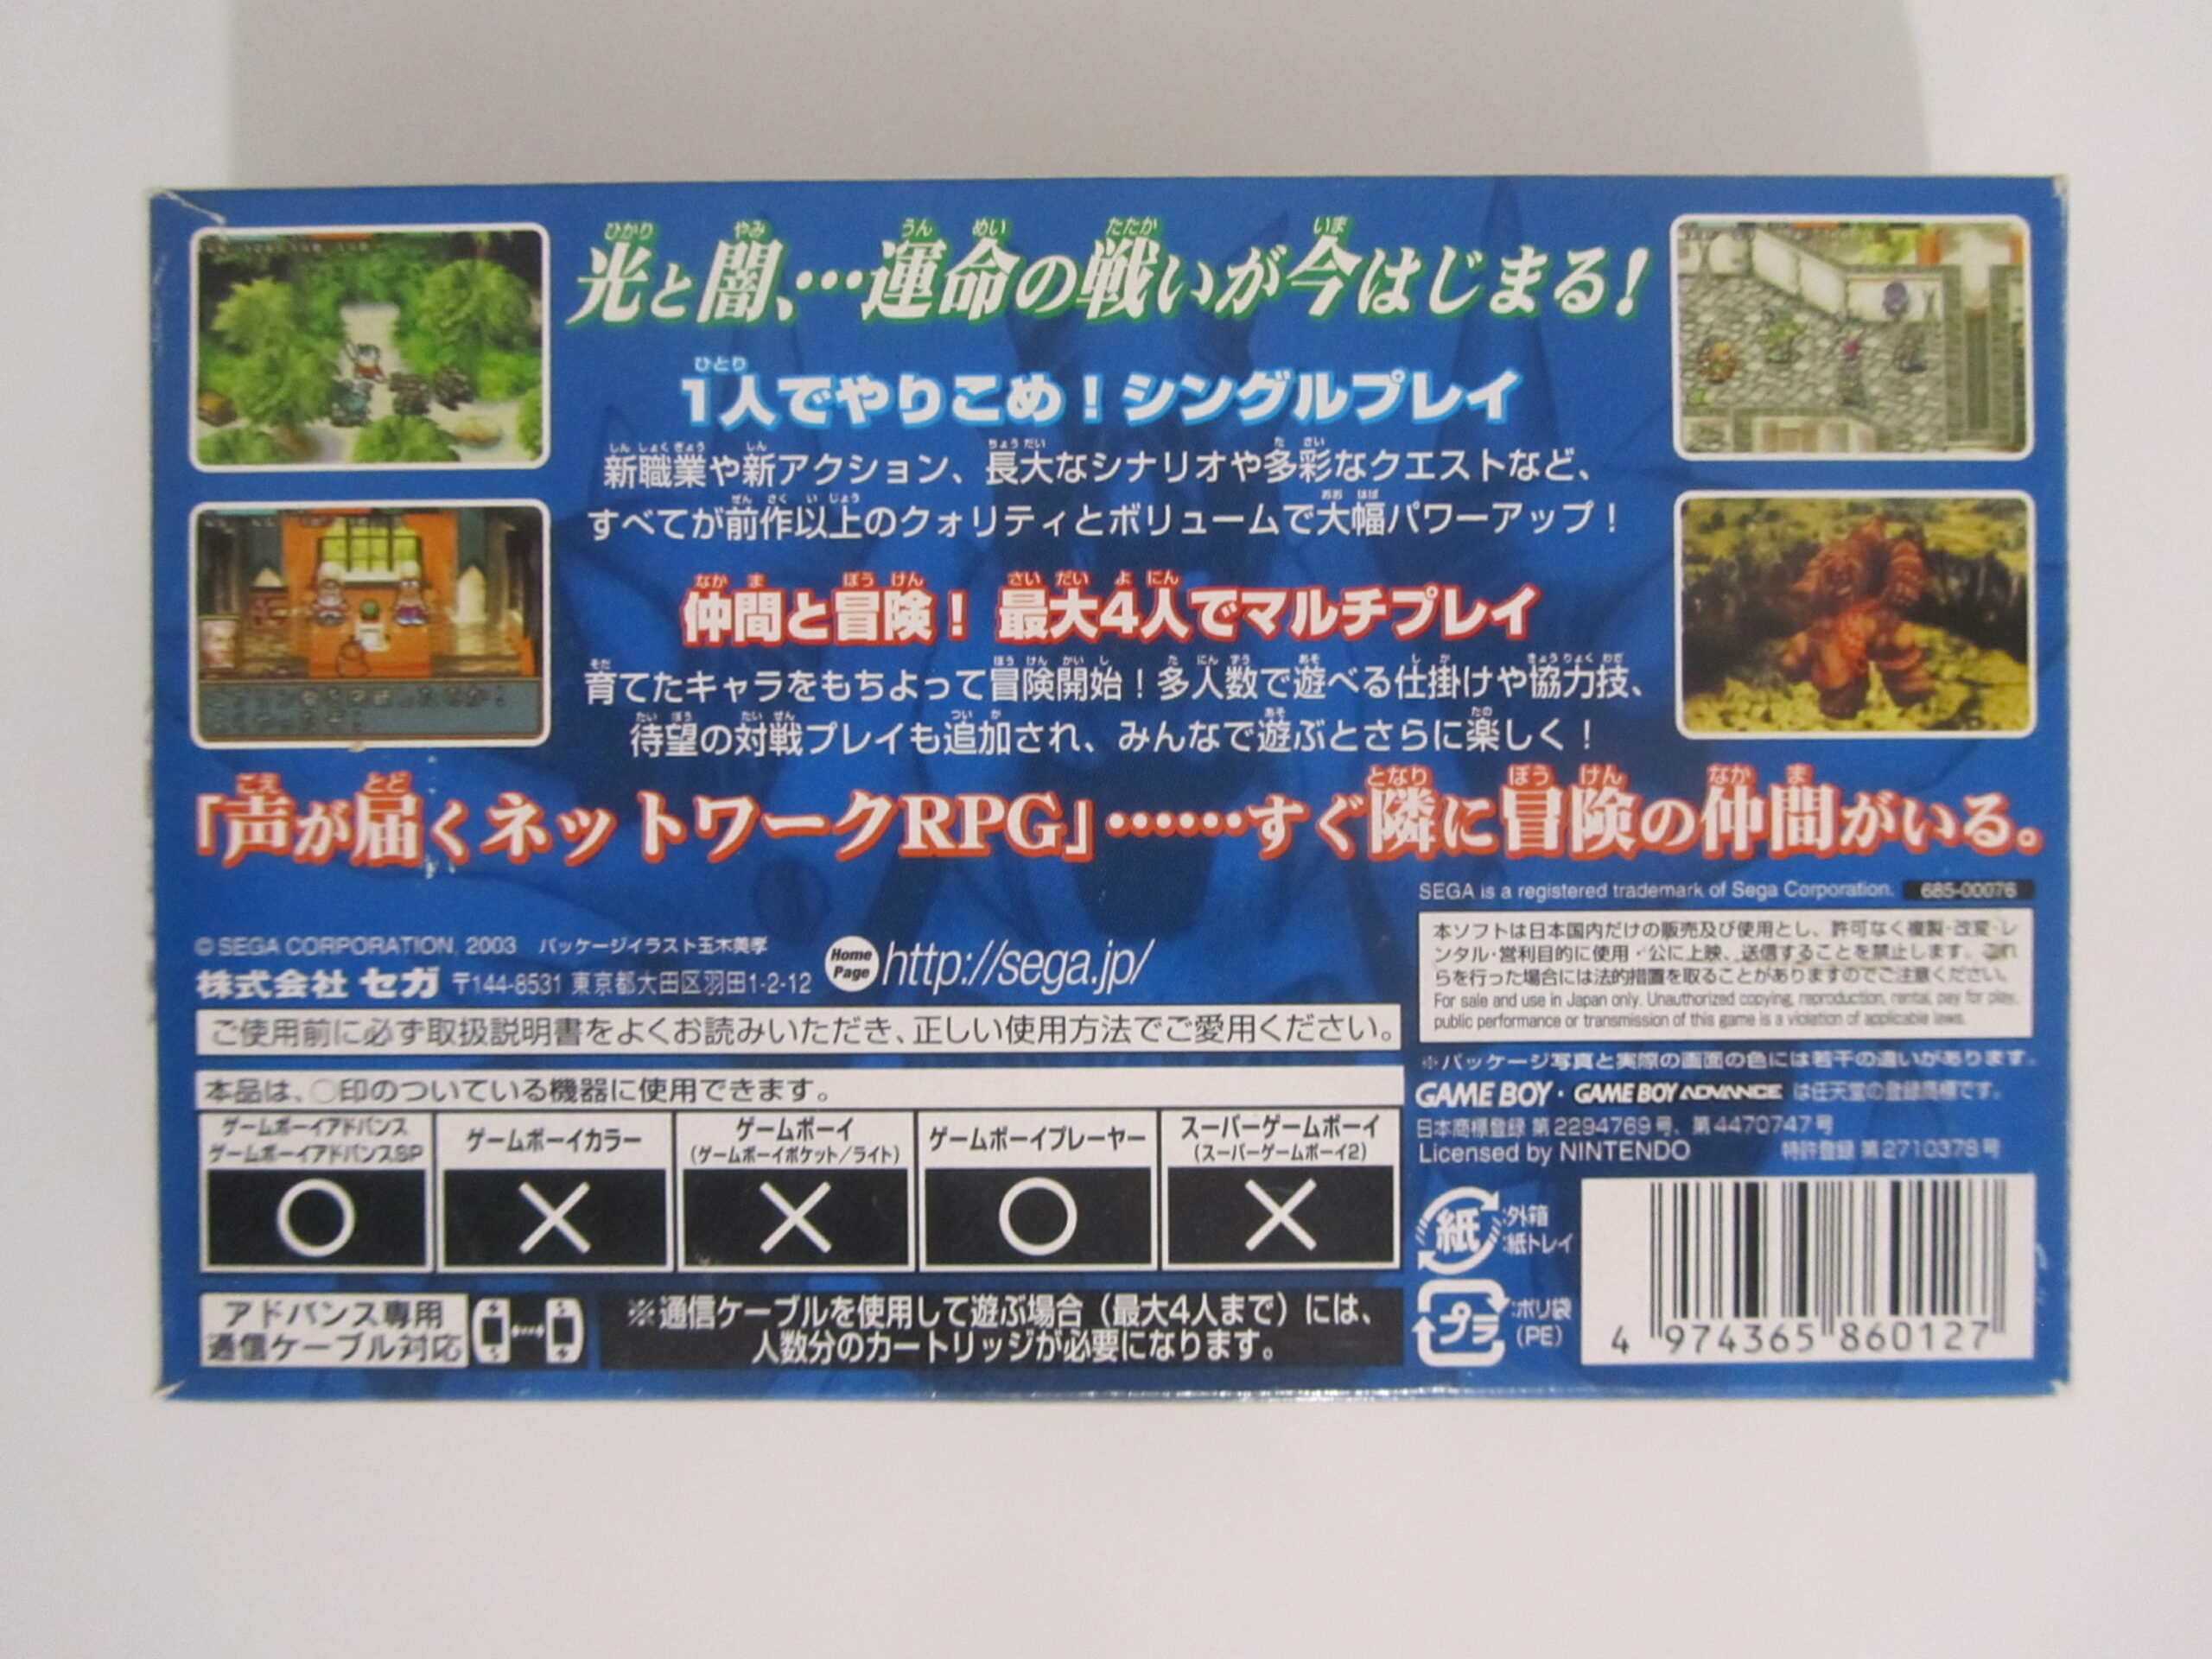 光と闇、…運命の戦いが今はじまる!
1人でやりこめ!シングルプレイ
新職業や新アクション、長大なシナリオや多彩なクエストなど、
すべてが前作以上のクォリティとボリュームで大幅パワーアップ!
仲間と冒険! 最大4人でマルチプレイ
育てたキャラをもちよって冒険開始!多人数で遊べる仕掛けや協力技、
待望の対戦プレイも追加され、みんなで遊ぶとさらに楽しく!
「声が届くネットワークRPG」……すぐ隣に冒険の仲間がいる。
SEGA is a registered trademark of Sega Corporation. 685-00076
© SEGA CORPORATION, 2003 パッケージイラスト玉木美孝
株式会社 セガ 〒144-8531 東京都大田区羽田1-2-12
Home Page http://sega.jp/
本ソフトは日本国内だけの販売及び使用とし、許可なく複製・改変・レ
ンタル・営利目的に使用・公に上映、送信することを禁止します。これ
らを行った場合には法的措置を取ることがありますのでご注意ください。
For sale and use in Japan only. Unauthorized copying, reproduction, rental, pay for play,
public performance or transmission of this game is a violation of applicable laws.
ご使用前に必ず取扱説明書をよくお読みいただき、正しい使用方法でご愛用ください。
※パッケージ写真と実際の画面の色には若干の違いがあります。
GAME BOY・GAME BOY ADVANCE は任天堂の登録商標です。
日本商標登録 第2294769号、第4470747号
Licensed by NINTENDO 特許登録 第2710378号
本品は、○印のついている機器に使用できます。
ゲームボーイアドバンス
ゲームボーイアドバンスSP
○
ゲームボーイカラー
×
ゲームボーイ
(ゲームボーイポケット/ライト)
×
ゲームボーイプレーヤー
○
スーパーゲームボーイ
(スーパーゲームボーイ2)
×
アドバンス専用
通信ケーブル対応
※通信ケーブルを使用して遊ぶ場合(最大4人まで)には、
人数分のカートリッジが必要になります。
紙 :外箱
:紙トレイ
プラ :ポリ袋
(PE)
4 974365 860127